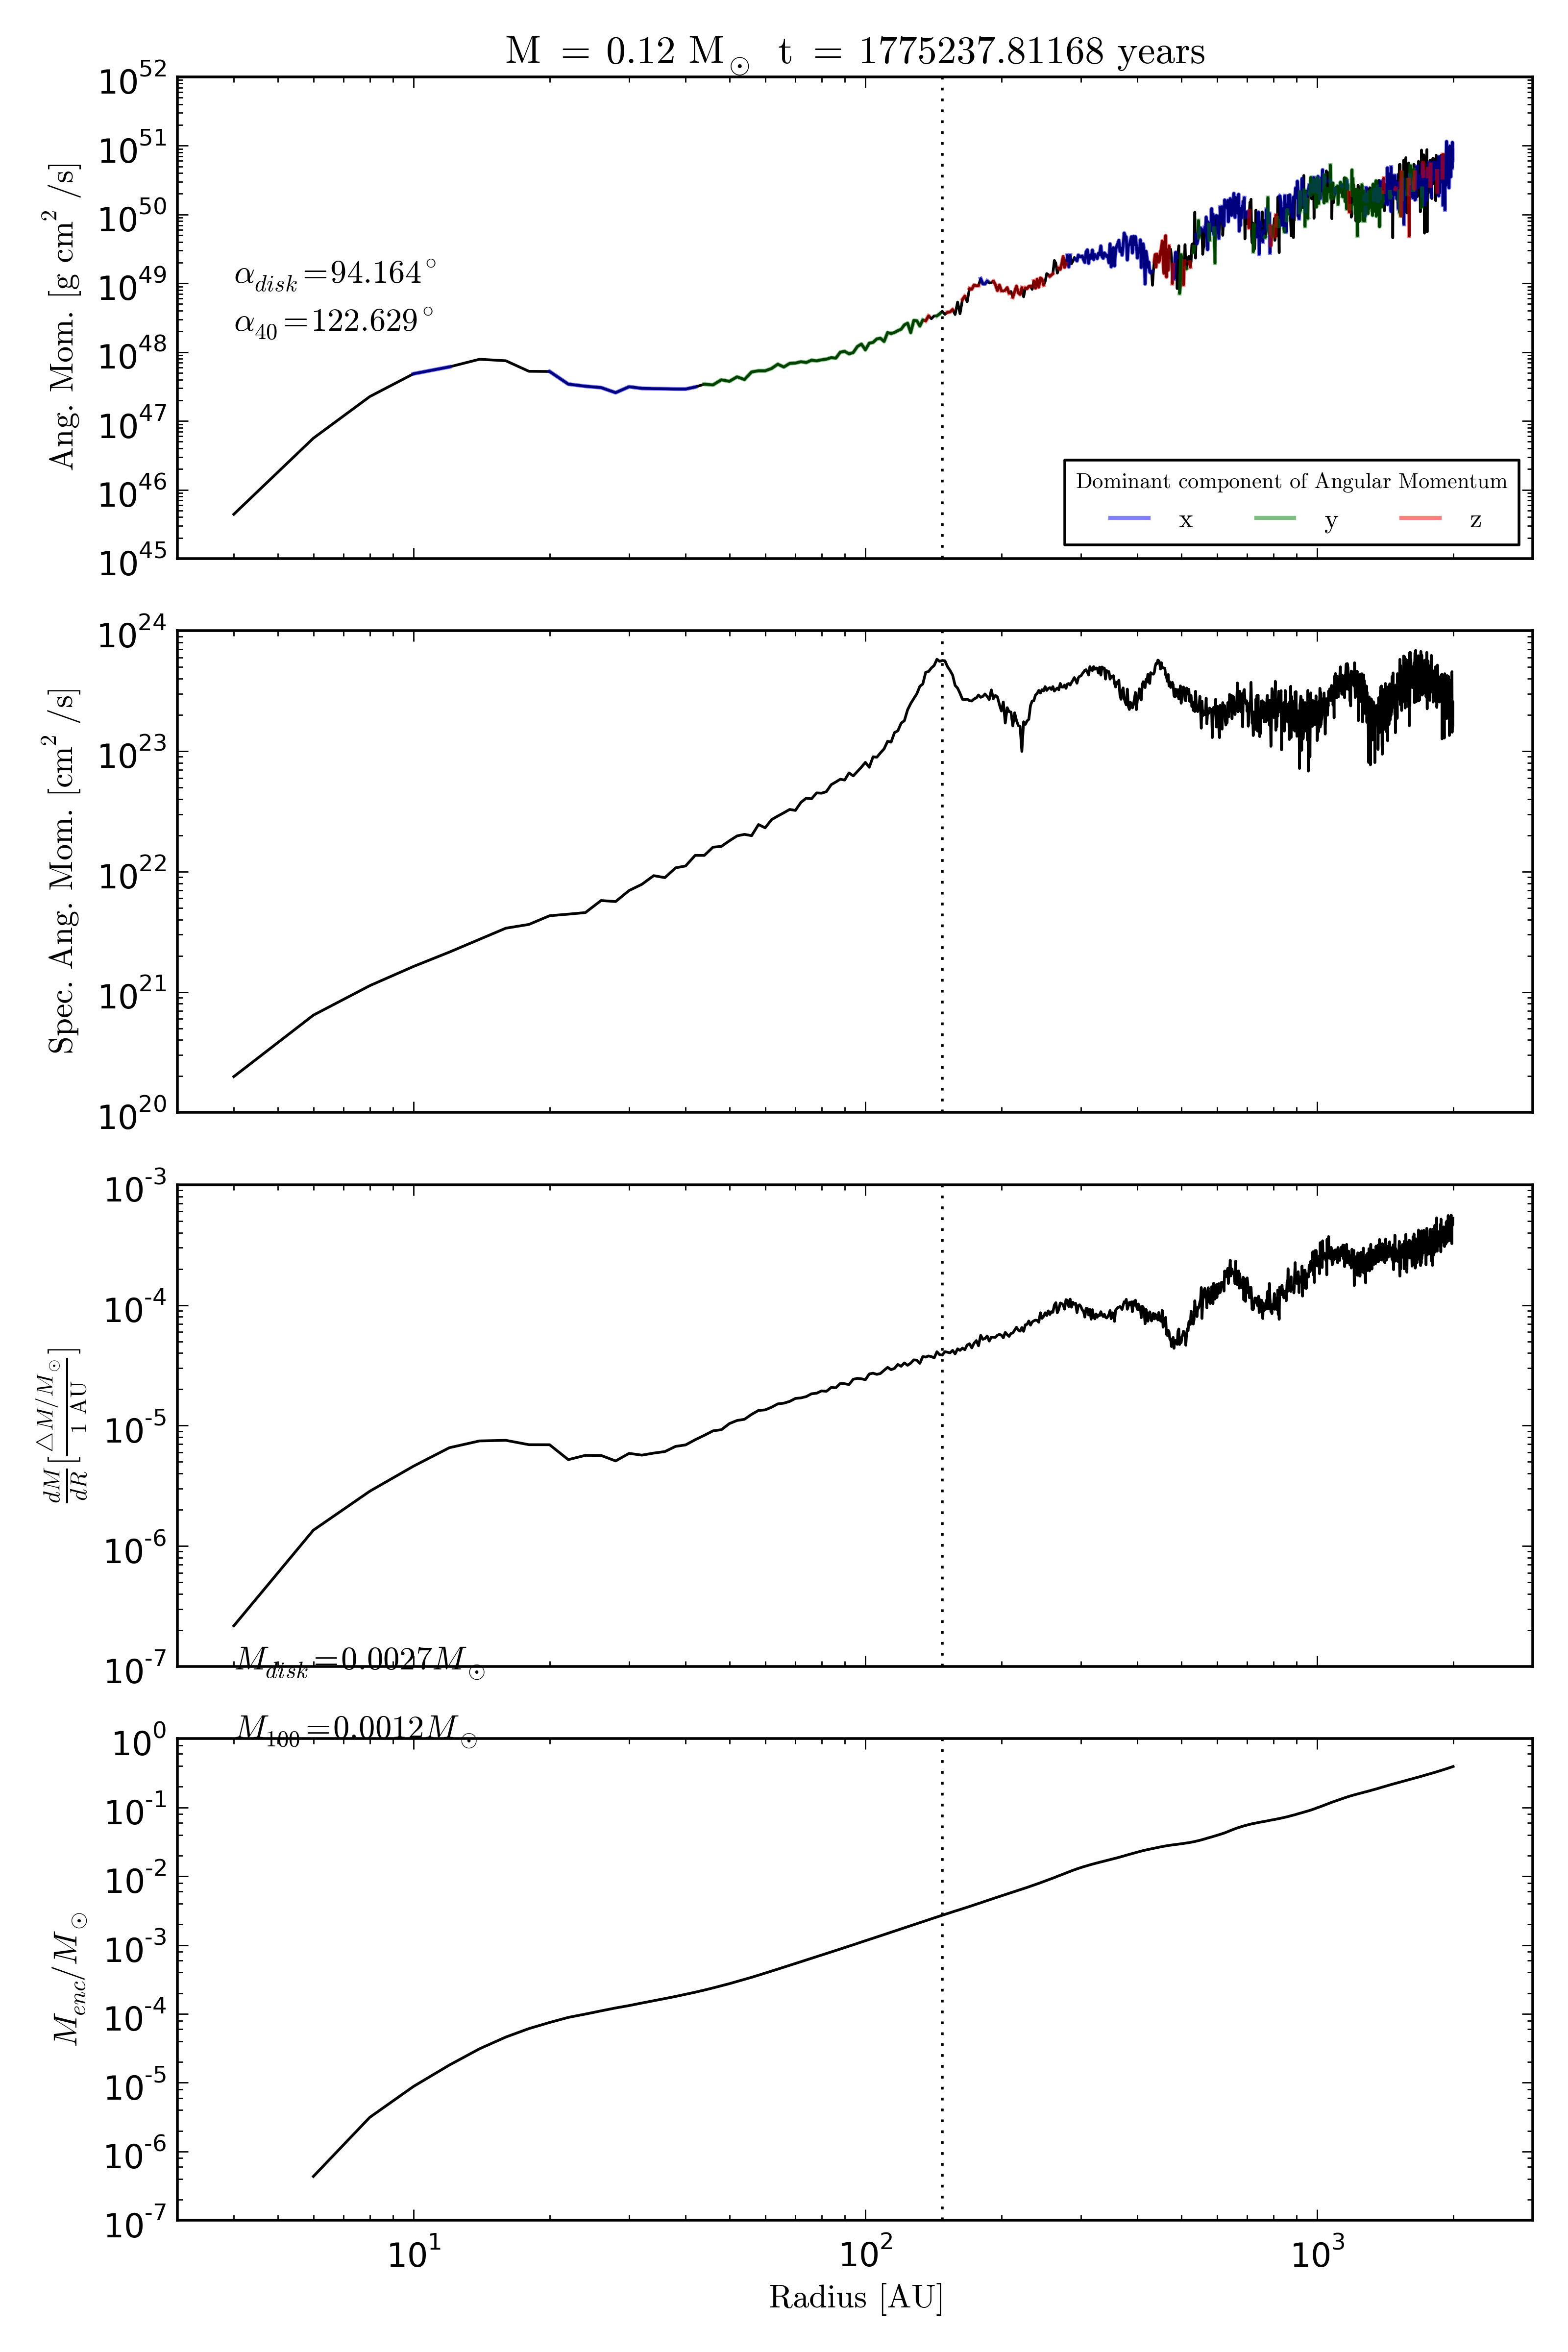 M = 0.12 M⊙ t = 1775237.81168 years
10^52
10^51
10^50
10^49
10^48
10^47
10^46
10^45
Ang. Mom. [g cm^2 /s]
α_disk=94.164°
α_40=122.629°
Dominant component of Angular Momentum
x y z
10^24
10^23
10^22
10^21
10^20
Spec. Ang. Mom. [cm^2 /s]
10^-3
10^-4
10^-5
10^-6
10^-7
dM/dR [△M/M⊙ / 1 AU]
M_disk=0.0027M⊙
M_100=0.0012M⊙
10^0
10^-1
10^-2
10^-3
10^-4
10^-5
10^-6
10^-7
M_enc/M⊙
10^1 10^2 10^3
Radius [AU]